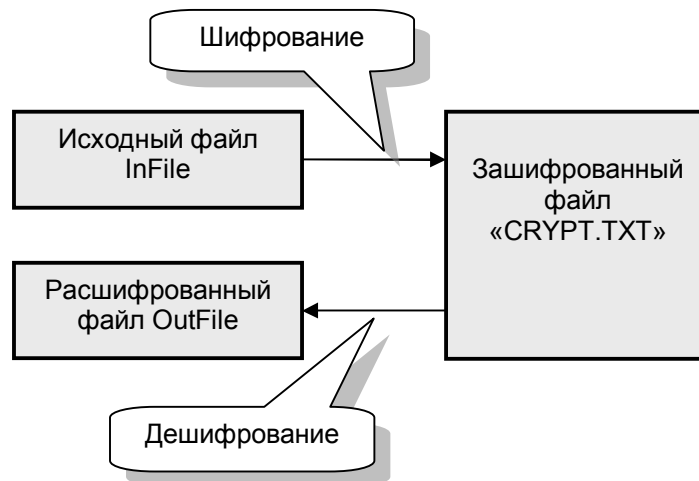 Шифрование
Исходный файл
InFile
Зашифрованный
файл
«CRYPT.TXT»
Расшифрованный
файл OutFile
Дешифрование